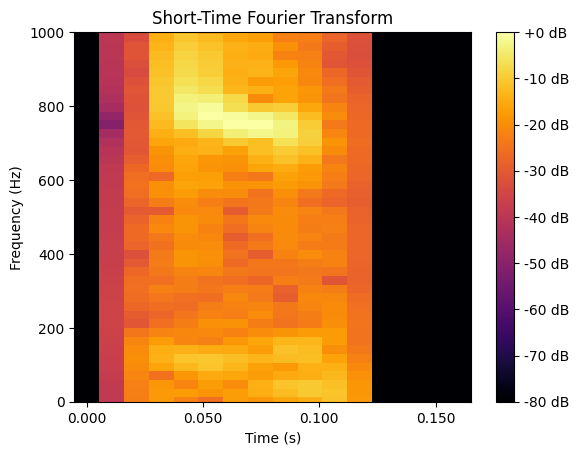 Short-Time Fourier Transform
Frequency (Hz)
1000
800
600
400
200
0
0.000
0.050
0.100
0.150
Time (s)
+0 dB
-10 dB
-20 dB
-30 dB
-40 dB
-50 dB
-60 dB
-70 dB
-80 dB